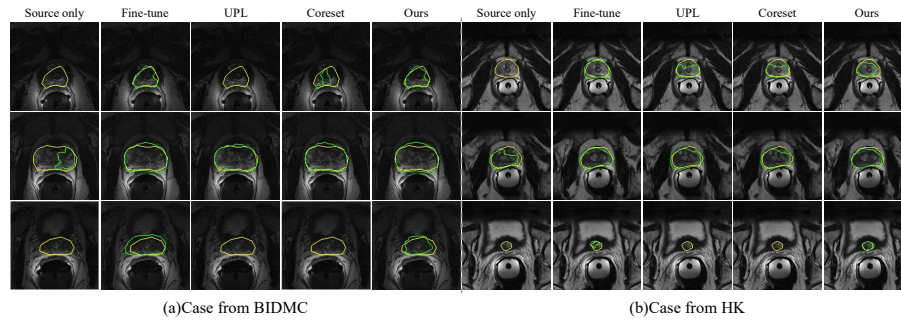 Source only Fine-tune UPL Coreset Ours Source only Fine-tune UPL Coreset Ours
(a)Case from BIDMC (b)Case from HK